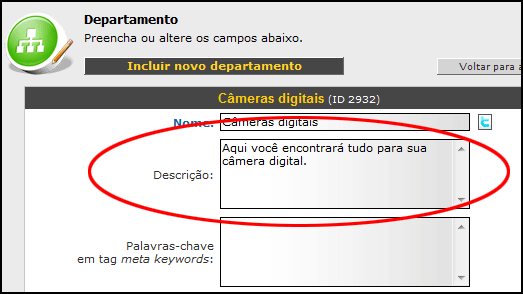 Departamento
Preencha ou altere os campos abaixo.
Incluir novo departamento
Voltar para a
Câmeras digitais (ID 2932)
Nome: Câmeras digitais
Descrição: Aqui você encontrará tudo para sua
câmera digital.
Palavras-chave
em tag meta keywords: